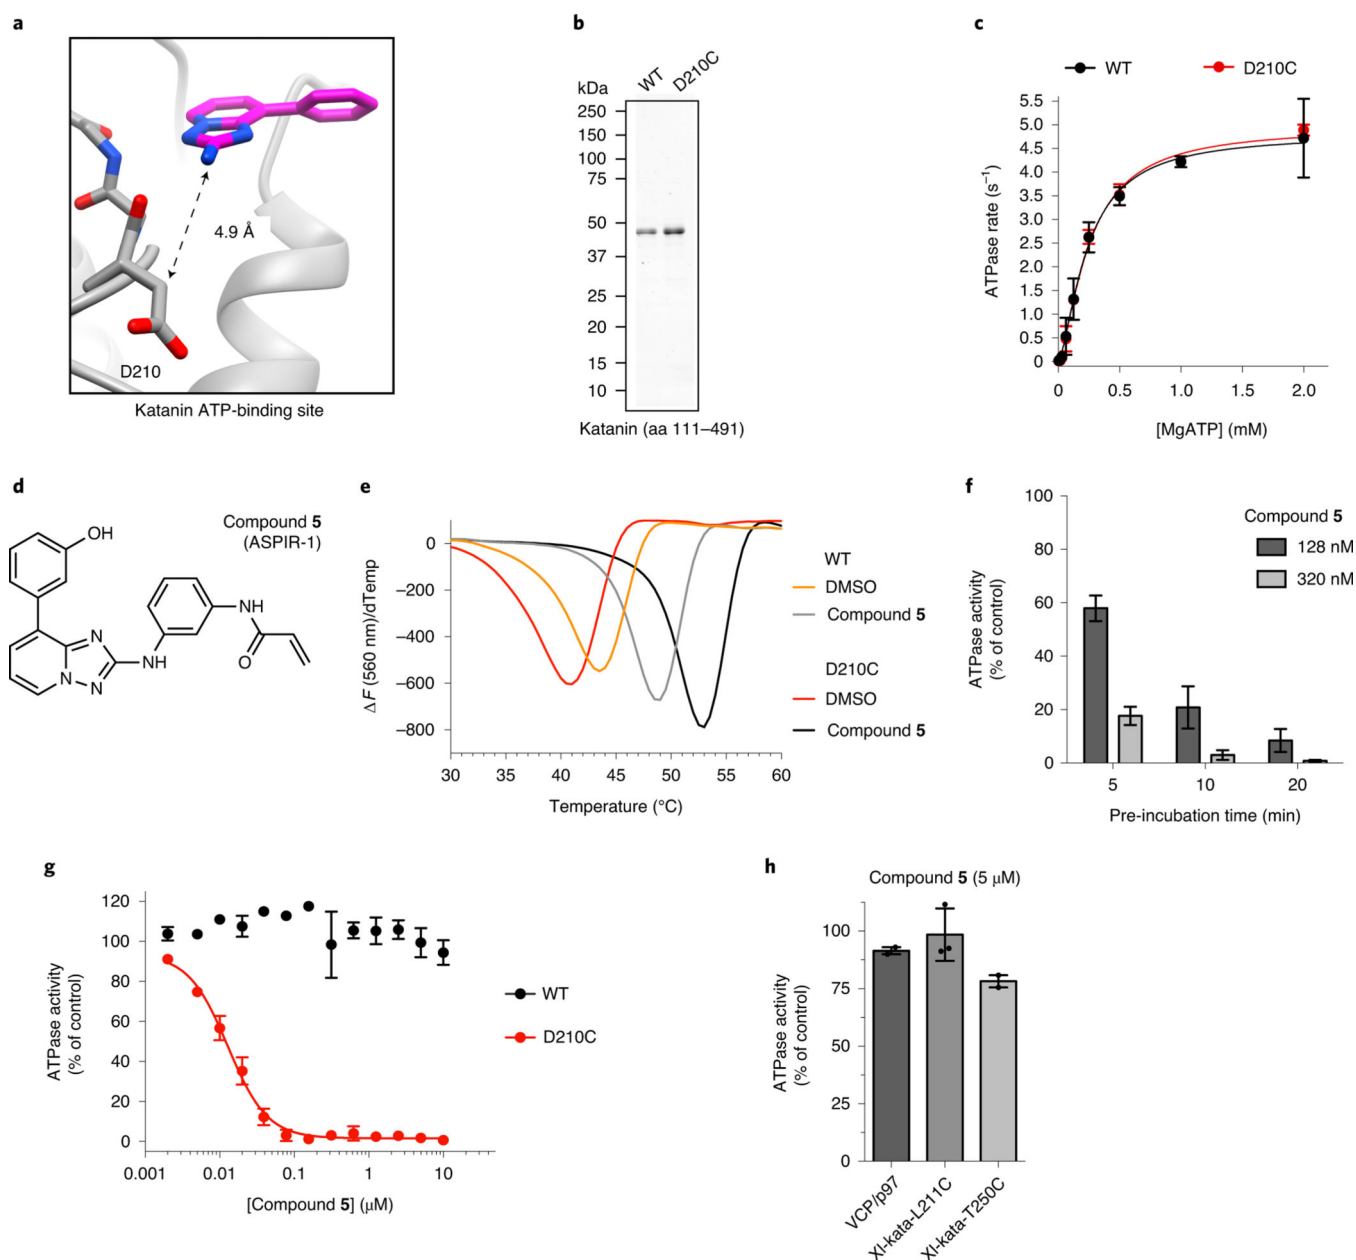 a
4.9 Å
D210
Katanin ATP-binding site
b
WT
D210C
kDa
250
150
100
75
50
37
25
20
15
10
Katanin (aa 111–491)
c
WT
D210C
ATPase rate (s⁻¹)
5.5
5.0
4.5
4.0
3.5
3.0
2.5
2.0
1.5
1.0
0.5
0
0 0.5 1.0 1.5 2.0
[MgATP] (mM)
d
Compound 5
(ASPIR-1)
OH
NH
O
N
NH
N
N
e
ΔF (560 nm)/dTemp
0
–200
–400
–600
–800
30 35 40 45 50 55 60
Temperature (°C)
WT
DMSO
Compound 5
D210C
DMSO
Compound 5
f
Compound 5
128 nM
320 nM
ATPase activity
(% of control)
100
80
60
40
20
0
5 10 20
Pre-incubation time (min)
g
ATPase activity
(% of control)
120
100
80
60
40
20
0
0.001 0.01 0.1 1 10
[Compound 5] (μM)
WT
D210C
h
Compound 5 (5 μM)
ATPase activity
(% of control)
100
75
50
25
0
VCP/p97
XI-kata-L211C
XI-kata-T250C